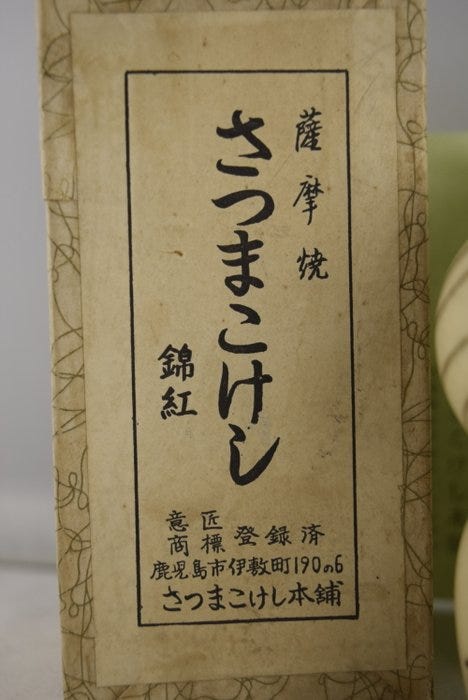 薩摩焼
さつまこけし
錦紅
意匠
商標
登録済
鹿児島市伊敷町190の6
さつまこけし本舗